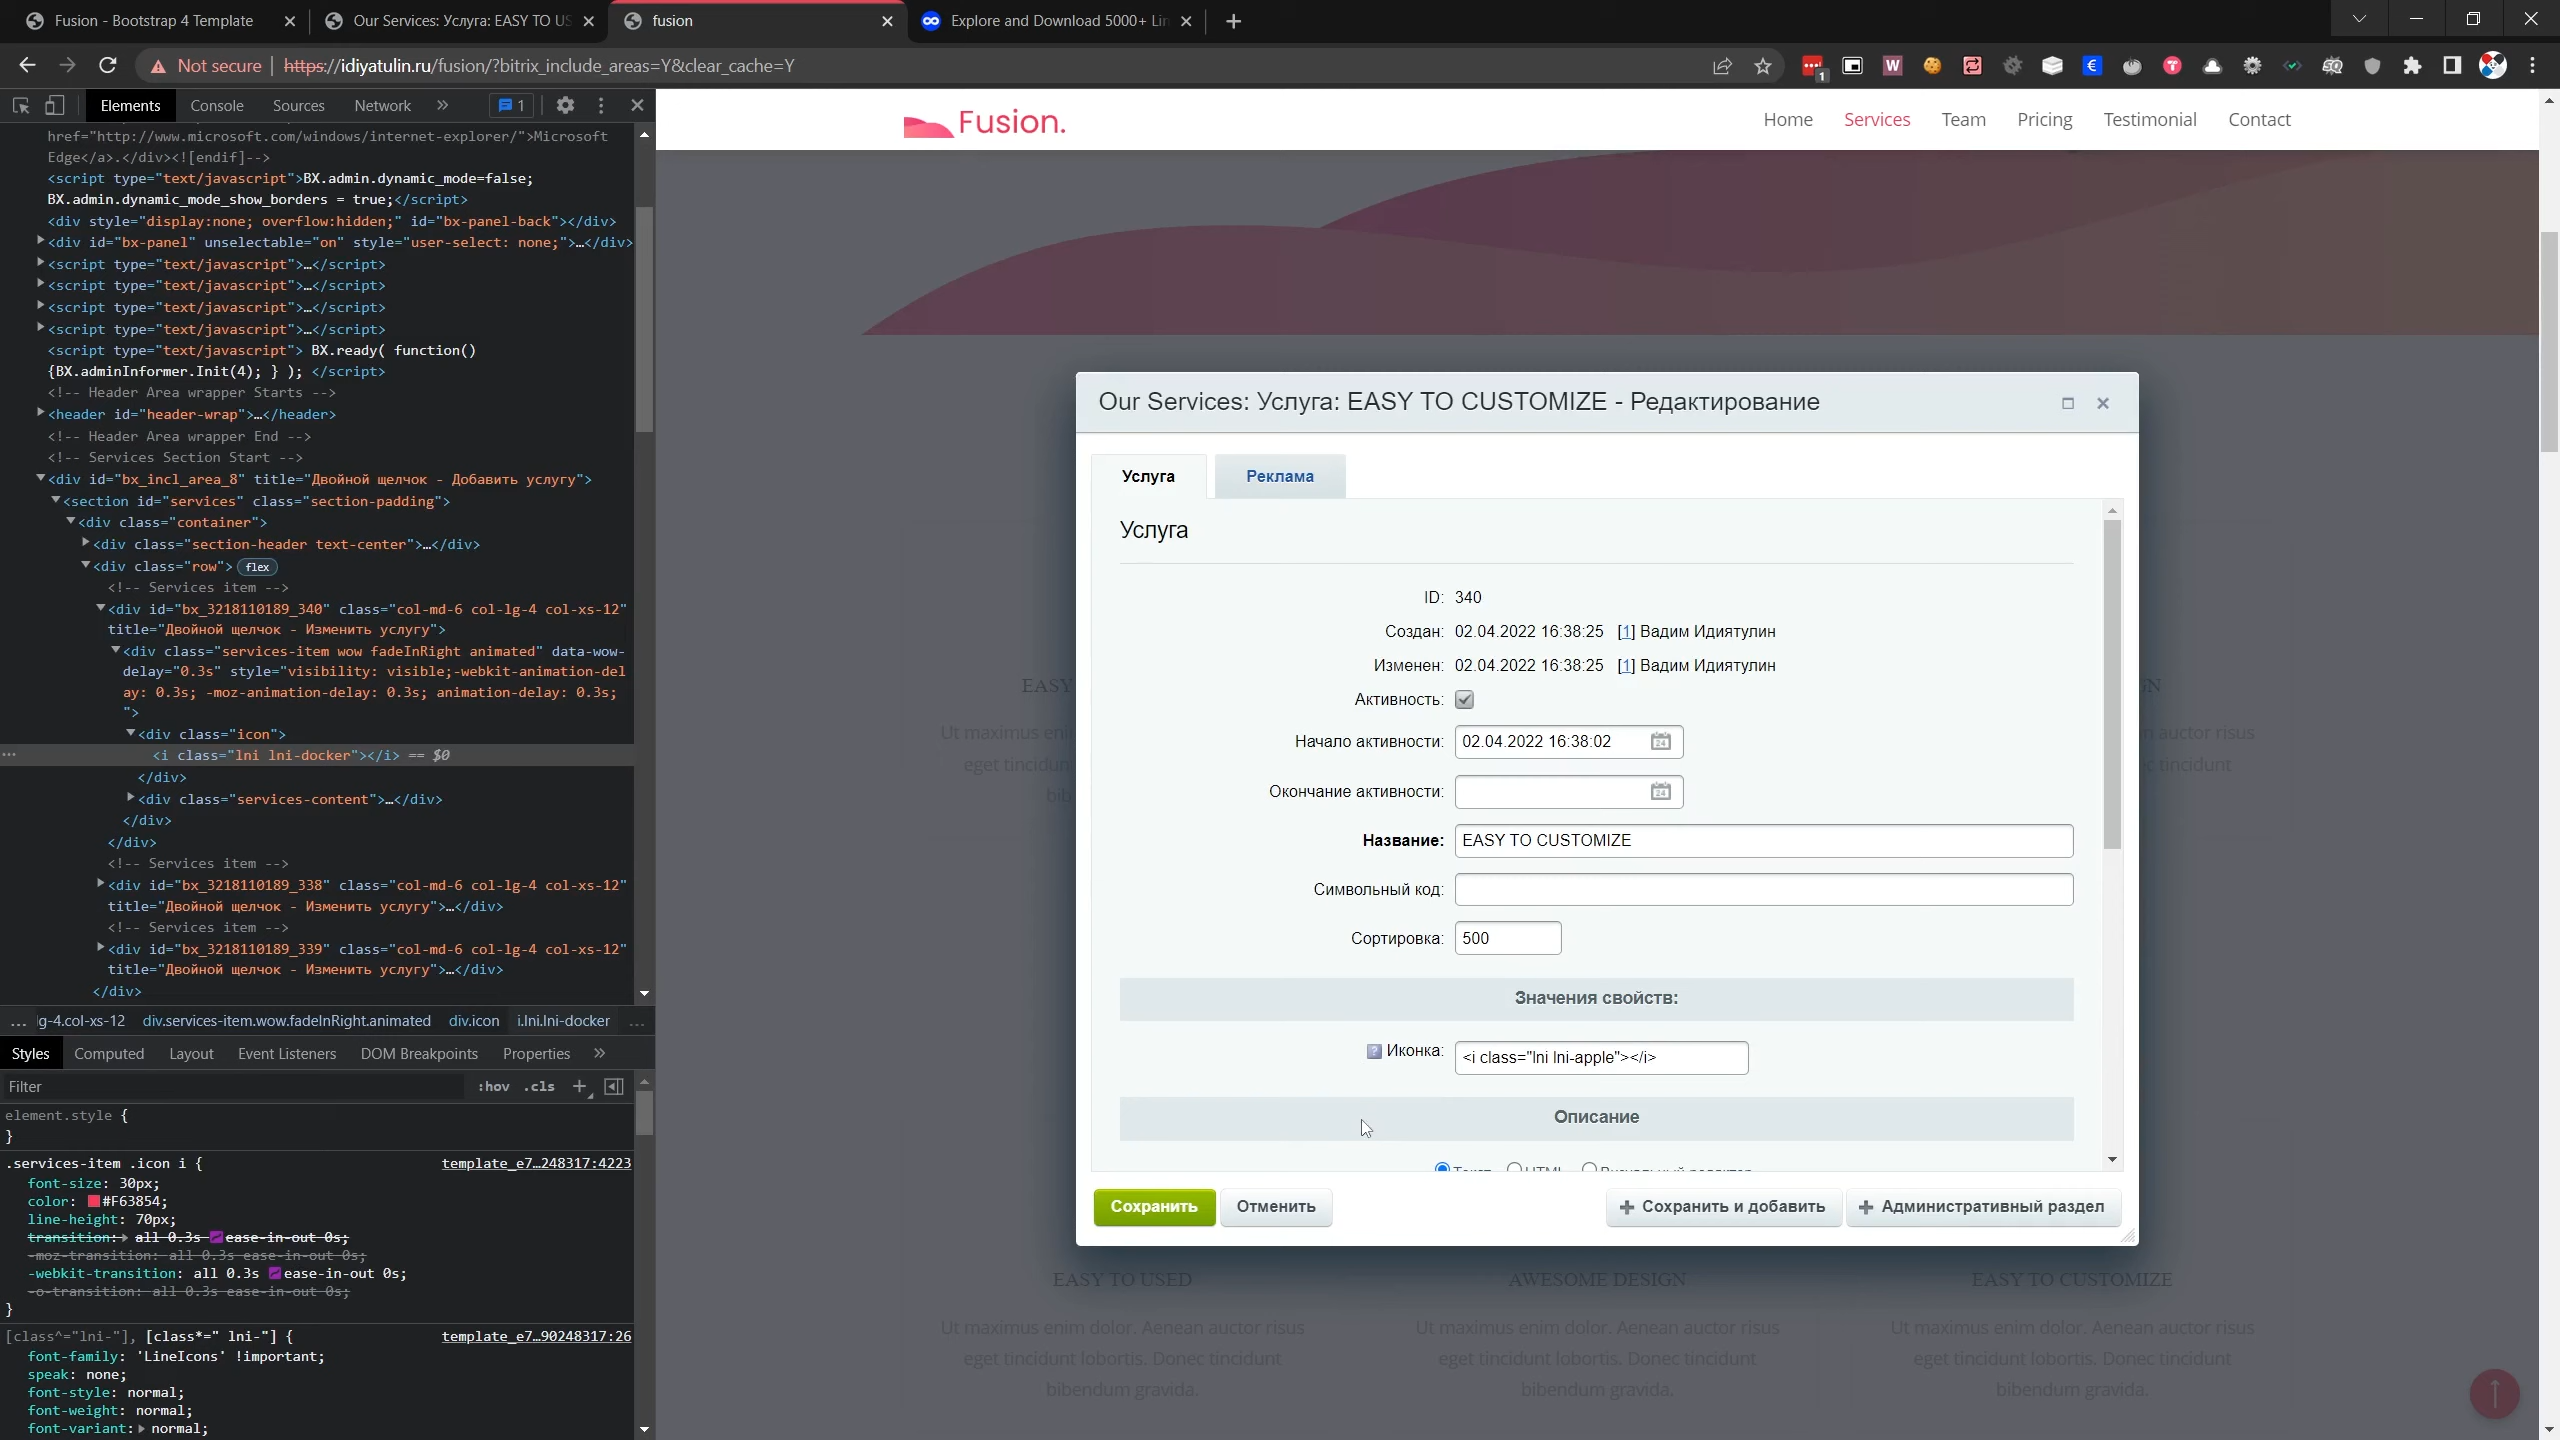 Fusion - Bootstrap 4 Template
Our Services: Услуга: EASY TO US
fusion
Explore and Download 5000+ Lin
Not secure
https://idiyatulin.ru/fusion/?bitrix_include_areas=Y&clear_cache=Y
1
Elements
Console
Sources
Network
1
href="http://www.microsoft.com/windows/internet-explorer/">Microsoft
Edge</a>.</div><![endif]-->
<script type="text/javascript">BX.admin.dynamic_mode=false;
BX.admin.dynamic_mode_show_borders = true;</script>
<div style="display:none; overflow:hidden;" id="bx-panel-back"></div>
<div id="bx-panel" unselectable="on" style="user-select: none;">…</div>
<script type="text/javascript">…</script>
<script type="text/javascript">…</script>
<script type="text/javascript">…</script>
<script type="text/javascript">…</script>
<script type="text/javascript"> BX.ready( function()
{BX.adminInformer.Init(4); } ); </script>
<!-- Header Area wrapper Starts -->
<header id="header-wrap">…</header>
<!-- Header Area wrapper End -->
<!-- Services Section Start -->
<div id="bx_incl_area_8" title="Двойной щелчок - Добавить услугу">
<section id="services" class="section-padding">
<div class="container">
<div class="section-header text-center">…</div>
<div class="row"> flex
<!-- Services item -->
<div id="bx_3218110189_340" class="col-md-6 col-lg-4 col-xs-12"
title="Двойной щелчок - Изменить услугу">
<div class="services-item wow fadeInRight animated" data-wow-
delay="0.3s" style="visibility: visible;-webkit-animation-del
ay: 0.3s; -moz-animation-delay: 0.3s; animation-delay: 0.3s;
">
<div class="icon">
<i class="lni lni-docker"></i> == $0
</div>
<div class="services-content">…</div>
</div>
</div>
<!-- Services item -->
<div id="bx_3218110189_338" class="col-md-6 col-lg-4 col-xs-12"
title="Двойной щелчок - Изменить услугу">…</div>
<!-- Services item -->
<div id="bx_3218110189_339" class="col-md-6 col-lg-4 col-xs-12"
title="Двойной щелчок - Изменить услугу">…</div>
</div>
... lg-4.col-xs-12 div.services-item.wow.fadeInRight.animated div.icon i.lni.lni-docker ...
Styles Computed Layout Event Listeners DOM Breakpoints Properties
Filter
:hov .cls
element.style {
}
.services-item .icon i { template_e7…248317:4223
font-size: 30px;
color: #F63854;
line-height: 70px;
transition: all 0.3s ease-in-out 0s;
-moz-transition: all 0.3s ease-in-out 0s;
-webkit-transition: all 0.3s ease-in-out 0s;
-o-transition: all 0.3s ease-in-out 0s;
}
[class^="lni-"], [class*=" lni-"] { template_e7…90248317:26
font-family: 'LineIcons' !important;
speak: none;
font-style: normal;
font-weight: normal;
font-variant: normal;
Fusion.
Home Services Team Pricing Testimonial Contact
Our Services: Услуга: EASY TO CUSTOMIZE - Редактирование
Услуга
Реклама
Услуга
ID: 340
Создан: 02.04.2022 16:38:25 [1] Вадим Идиятулин
Изменен: 02.04.2022 16:38:25 [1] Вадим Идиятулин
Активность:
Начало активности: 02.04.2022 16:38:02
Окончание активности:
Название: EASY TO CUSTOMIZE
Символьный код:
Сортировка: 500
Значения свойств:
Иконка: <i class="lni lni-apple"></i>
Описание
Сохранить
Отменить
Сохранить и добавить
Административный раздел
EASY
Ut maximus eni
eget tincidun
bib
GN
n auctor risus
c tincidunt
EASY TO USED
Ut maximus enim dolor. Aenean auctor risus
eget tincidunt lobortis. Donec tincidunt
bibendum gravida.
AWESOME DESIGN
Ut maximus enim dolor. Aenean auctor risus
eget tincidunt lobortis. Donec tincidunt
bibendum gravida.
EASY TO CUSTOMIZE
Ut maximus enim dolor. Aenean auctor risus
eget tincidunt lobortis. Donec tincidunt
bibendum gravida.